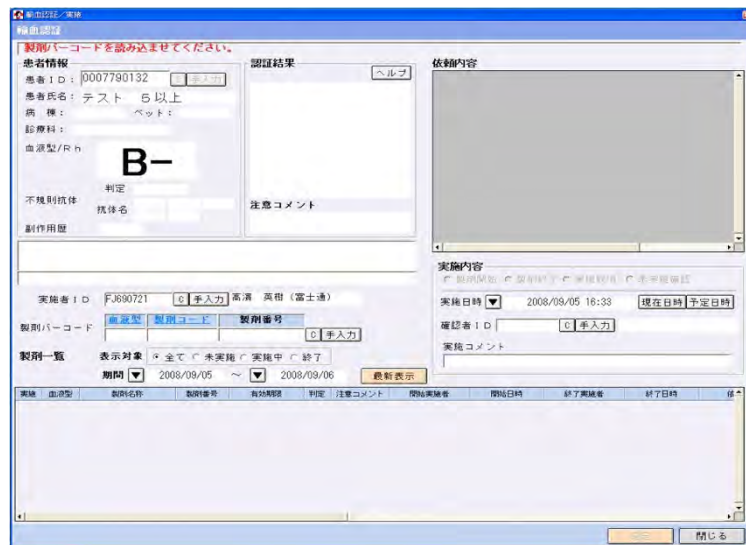 輸血認証／実施
輸血認証
製剤バーコードを読み込ませてください。
患者情報
患者ＩＤ： 0007790132 C 手入力
患者氏名： テスト ５以上
病 棟： ベット：
診療科：
血液型/Ｒｈ
B−
判定
不規則抗体
抗体名
副作用歴
認証結果 ヘルプ
注意コメント
依頼内容
実施者ＩＤ FJ690721 C 手入力 高濱 英樹（富士通）
血液型 製剤コード 製剤番号
製剤バーコード C 手入力
製剤一覧 表示対象 全て 未実施 実施中 終了
期間 ▼ 2008/09/05 ～ ▼ 2008/09/06 最新表示
実施内容
実施日時 ▼ 2008/09/05 16:33 現在日時 予定日時
確認者ＩＤ C 手入力
実施コメント
実施 血液型 製剤名称 製剤番号 有効期限 判定 注意コメント 開始実施者 開始日時 終了実施者 終了日時
閉じる